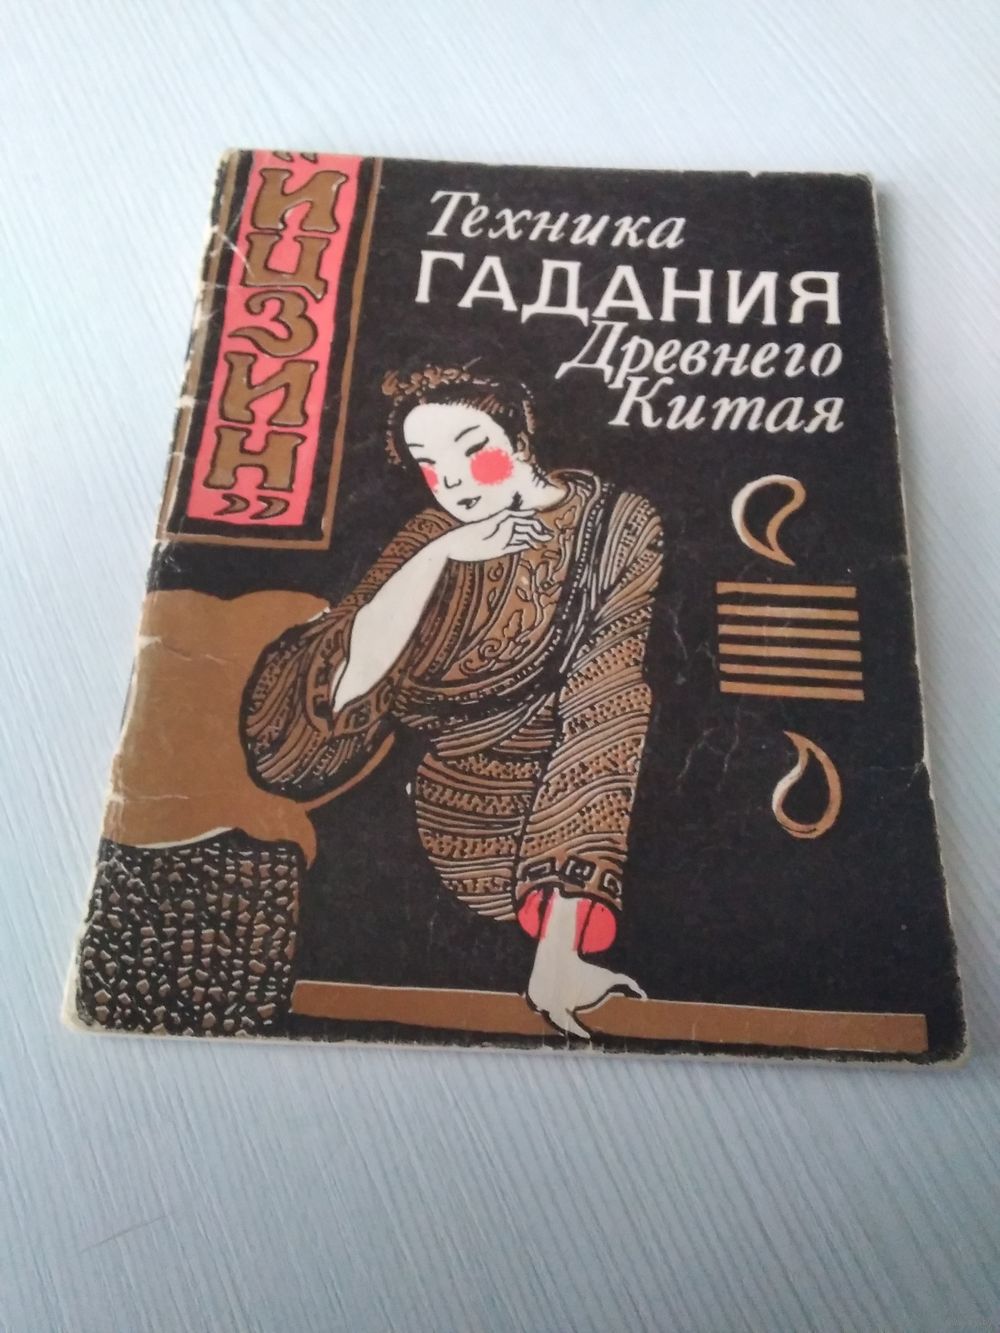 «ИЦЗИН»
Техника
ГАДАНИЯ
Древнего
Китая